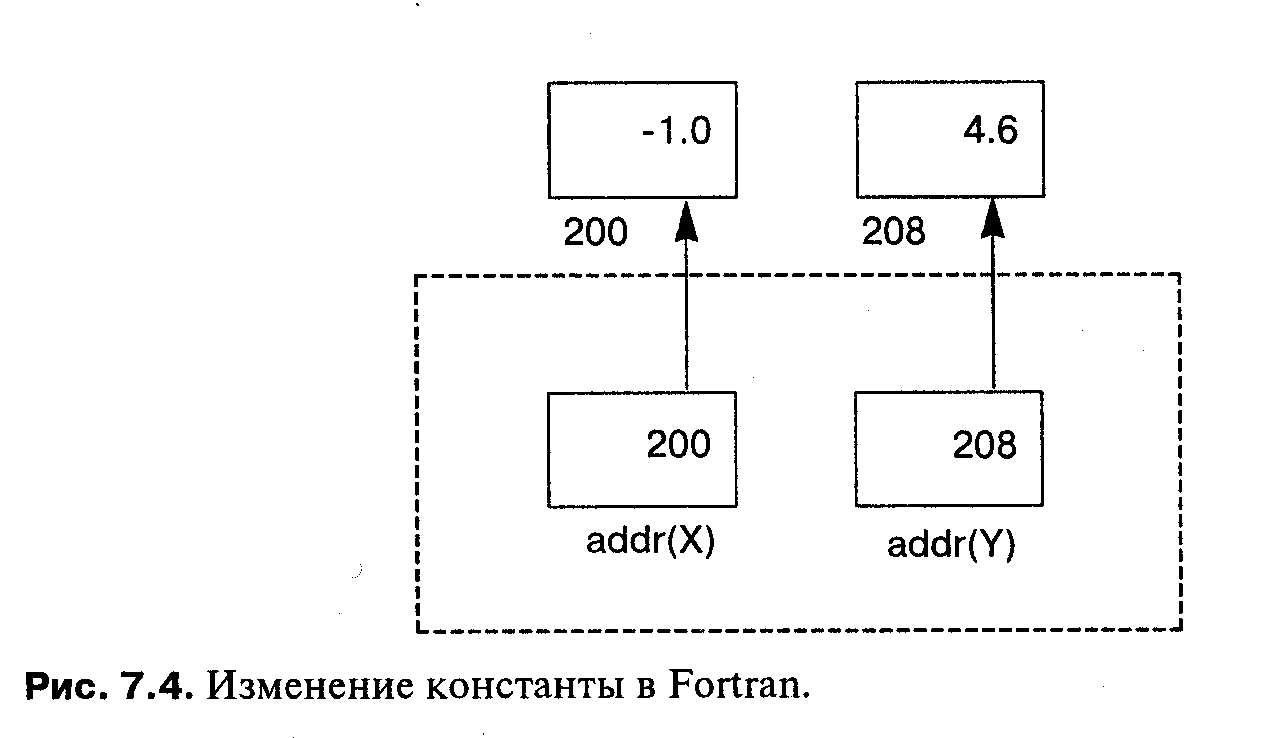 -1.0 4.6
200 208
200 208
addr(X) addr(Y)
Рис. 7.4. Изменение константы в Fortran.